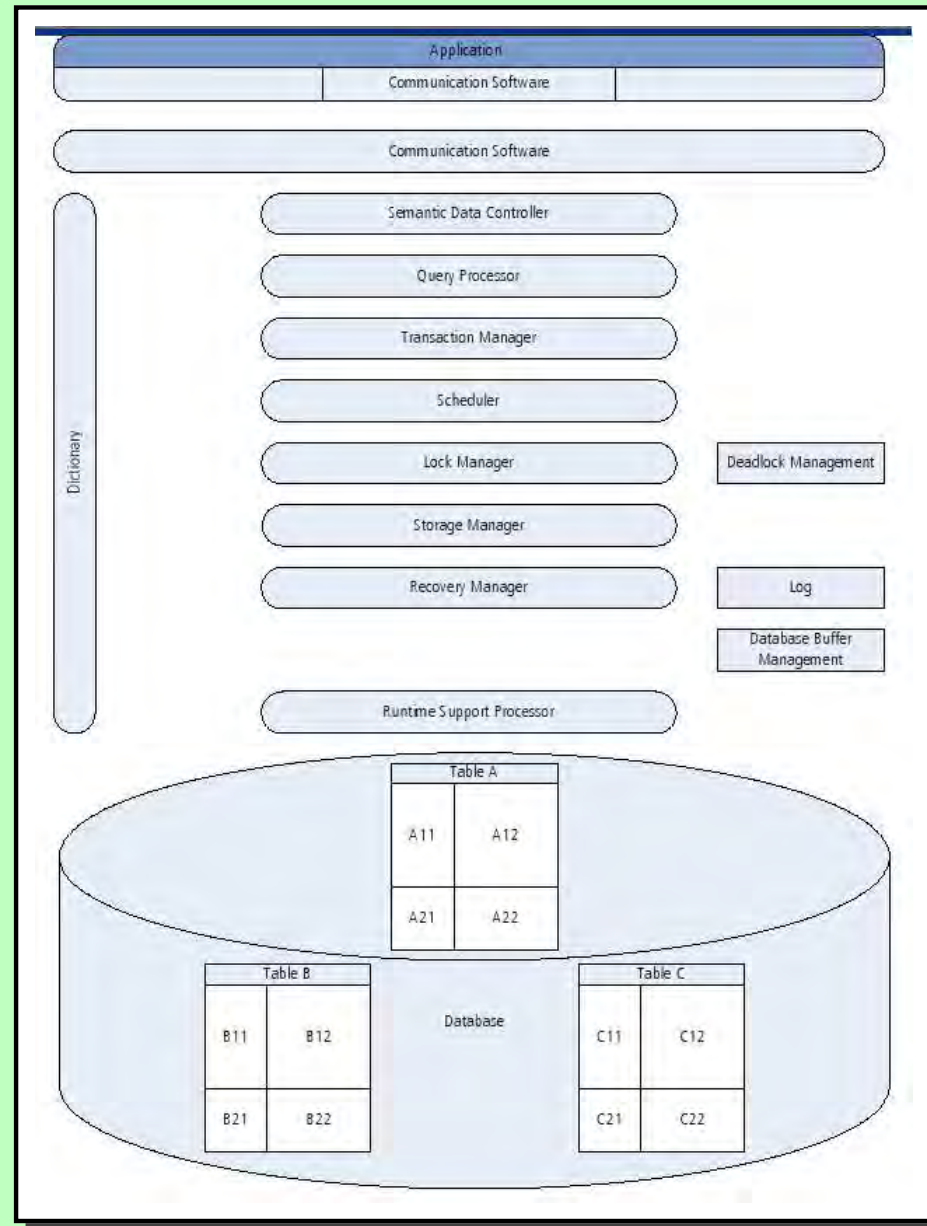 Application
Communication Software
Communication Software
Semantic Data Controller
Query Processor
Transaction Manager
Scheduler
Dictionary
Lock Manager
Deadlock Management
Storage Manager
Recovery Manager
Log
Database Buffer
Management
Runtime Support Processor
Table A
A11 A12
A21 A22
Table B
B11 B12
B21 B22
Database
Table C
C11 C12
C21 C22